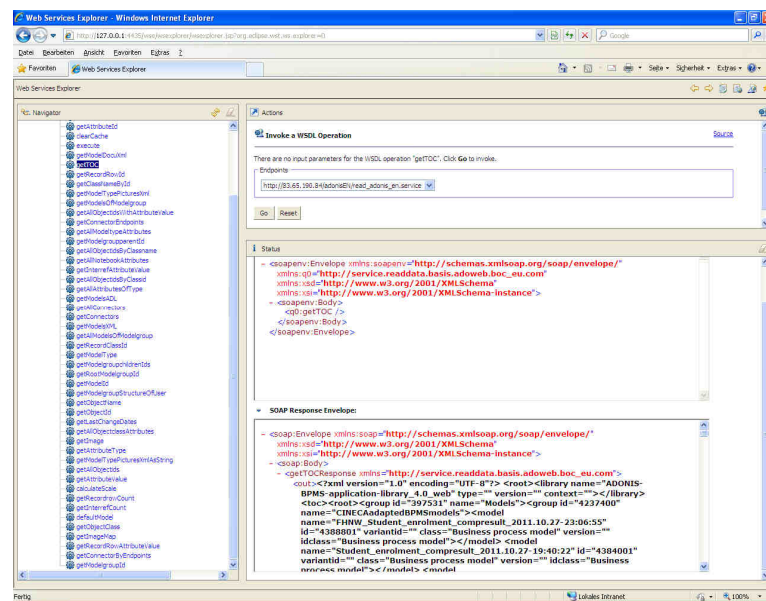 Web Services Explorer - Windows Internet Explorer
http://127.0.0.1:4435/wse/wsexplorer/wsexplorer.jsp?org.eclipse.wst.ws.explorer=0
Google
Datei Bearbeiten Ansicht Favoriten Extras ?
Favoriten Web Services Explorer
Seite Sicherheit Extras
Web Services Explorer
Navigator
getAttributeId
clearCache
execute
getModelDocuXml
getTOC
getRecordRowId
getClassNameById
getModelTypePicturesXml
getModelsOfModelgroup
getAllObjectIdsWithAttributeValue
getConnectorEndpoints
getAllModeltypeAttributes
getModelgroupparentId
getAllObjectIdsByClassname
getAllNotebookAttributes
getInterrefAttributeValue
getAllObjectIdsByClassid
getAllAttributesOfType
getModelsADL
getAllConnectors
getConnectors
getModelsXML
getAllModelsOfModelgroup
getRecordClassId
getModelType
getModelgroupchildrenIds
getRootModelgroupId
getModelId
getModelgroupStructureOfUser
getObjectName
getObjectId
getLastChangeDates
getAllObjectclassAttributes
getImage
getAttributeType
getModelTypePicturesXmlAsString
getAllObjectIds
getAttributeValue
calculateScale
getRecordrowCount
getInterrefCount
defaultModel
getObjectClass
getImageMap
getRecordRowAttributeValue
getConnectorByEndpoints
getModelgroupId
Actions
Invoke a WSDL Operation Source
There are no input parameters for the WSDL operation "getTOC". Click Go to invoke.
Endpoints
http://83.65.190.84/adonisEN/read_adonis_en.service
Go Reset
Status
- <soapenv:Envelope xmlns:soapenv="http://schemas.xmlsoap.org/soap/envelope/"
xmlns:q0="http://service.readdata.basis.adoweb.boc_eu.com"
xmlns:xsd="http://www.w3.org/2001/XMLSchema"
xmlns:xsi="http://www.w3.org/2001/XMLSchema-instance">
- <soapenv:Body>
<q0:getTOC />
</soapenv:Body>
</soapenv:Envelope>
SOAP Response Envelope:
- <soap:Envelope xmlns:soap="http://schemas.xmlsoap.org/soap/envelope/"
xmlns:xsd="http://www.w3.org/2001/XMLSchema"
xmlns:xsi="http://www.w3.org/2001/XMLSchema-instance">
- <soap:Body>
- <getTOCResponse xmlns="http://service.readdata.basis.adoweb.boc_eu.com">
<out><?xml version="1.0" encoding="UTF-8"?> <root><library name="ADONIS-
BPMS-application-library_4.0_web" type="" version="" context=""></library>
<toc><root><group id="397531" name="Models"><group id="4237400"
name="CINECAadaptedBPMSmodels"><model
name="FHNW_Student_enrolment_compresult_2011.10.27-23:06:55"
id="4388801" variantid="" class="Business process model" version=""
idclass="Business process model"></model> <model
name="Student_enrolment_compresult_2011.10.27-19:40:22" id="4384001"
variantid="" class="Business process model" version="" idclass="Business
process model"></model> <model
Fertig
Lokales Intranet
100%